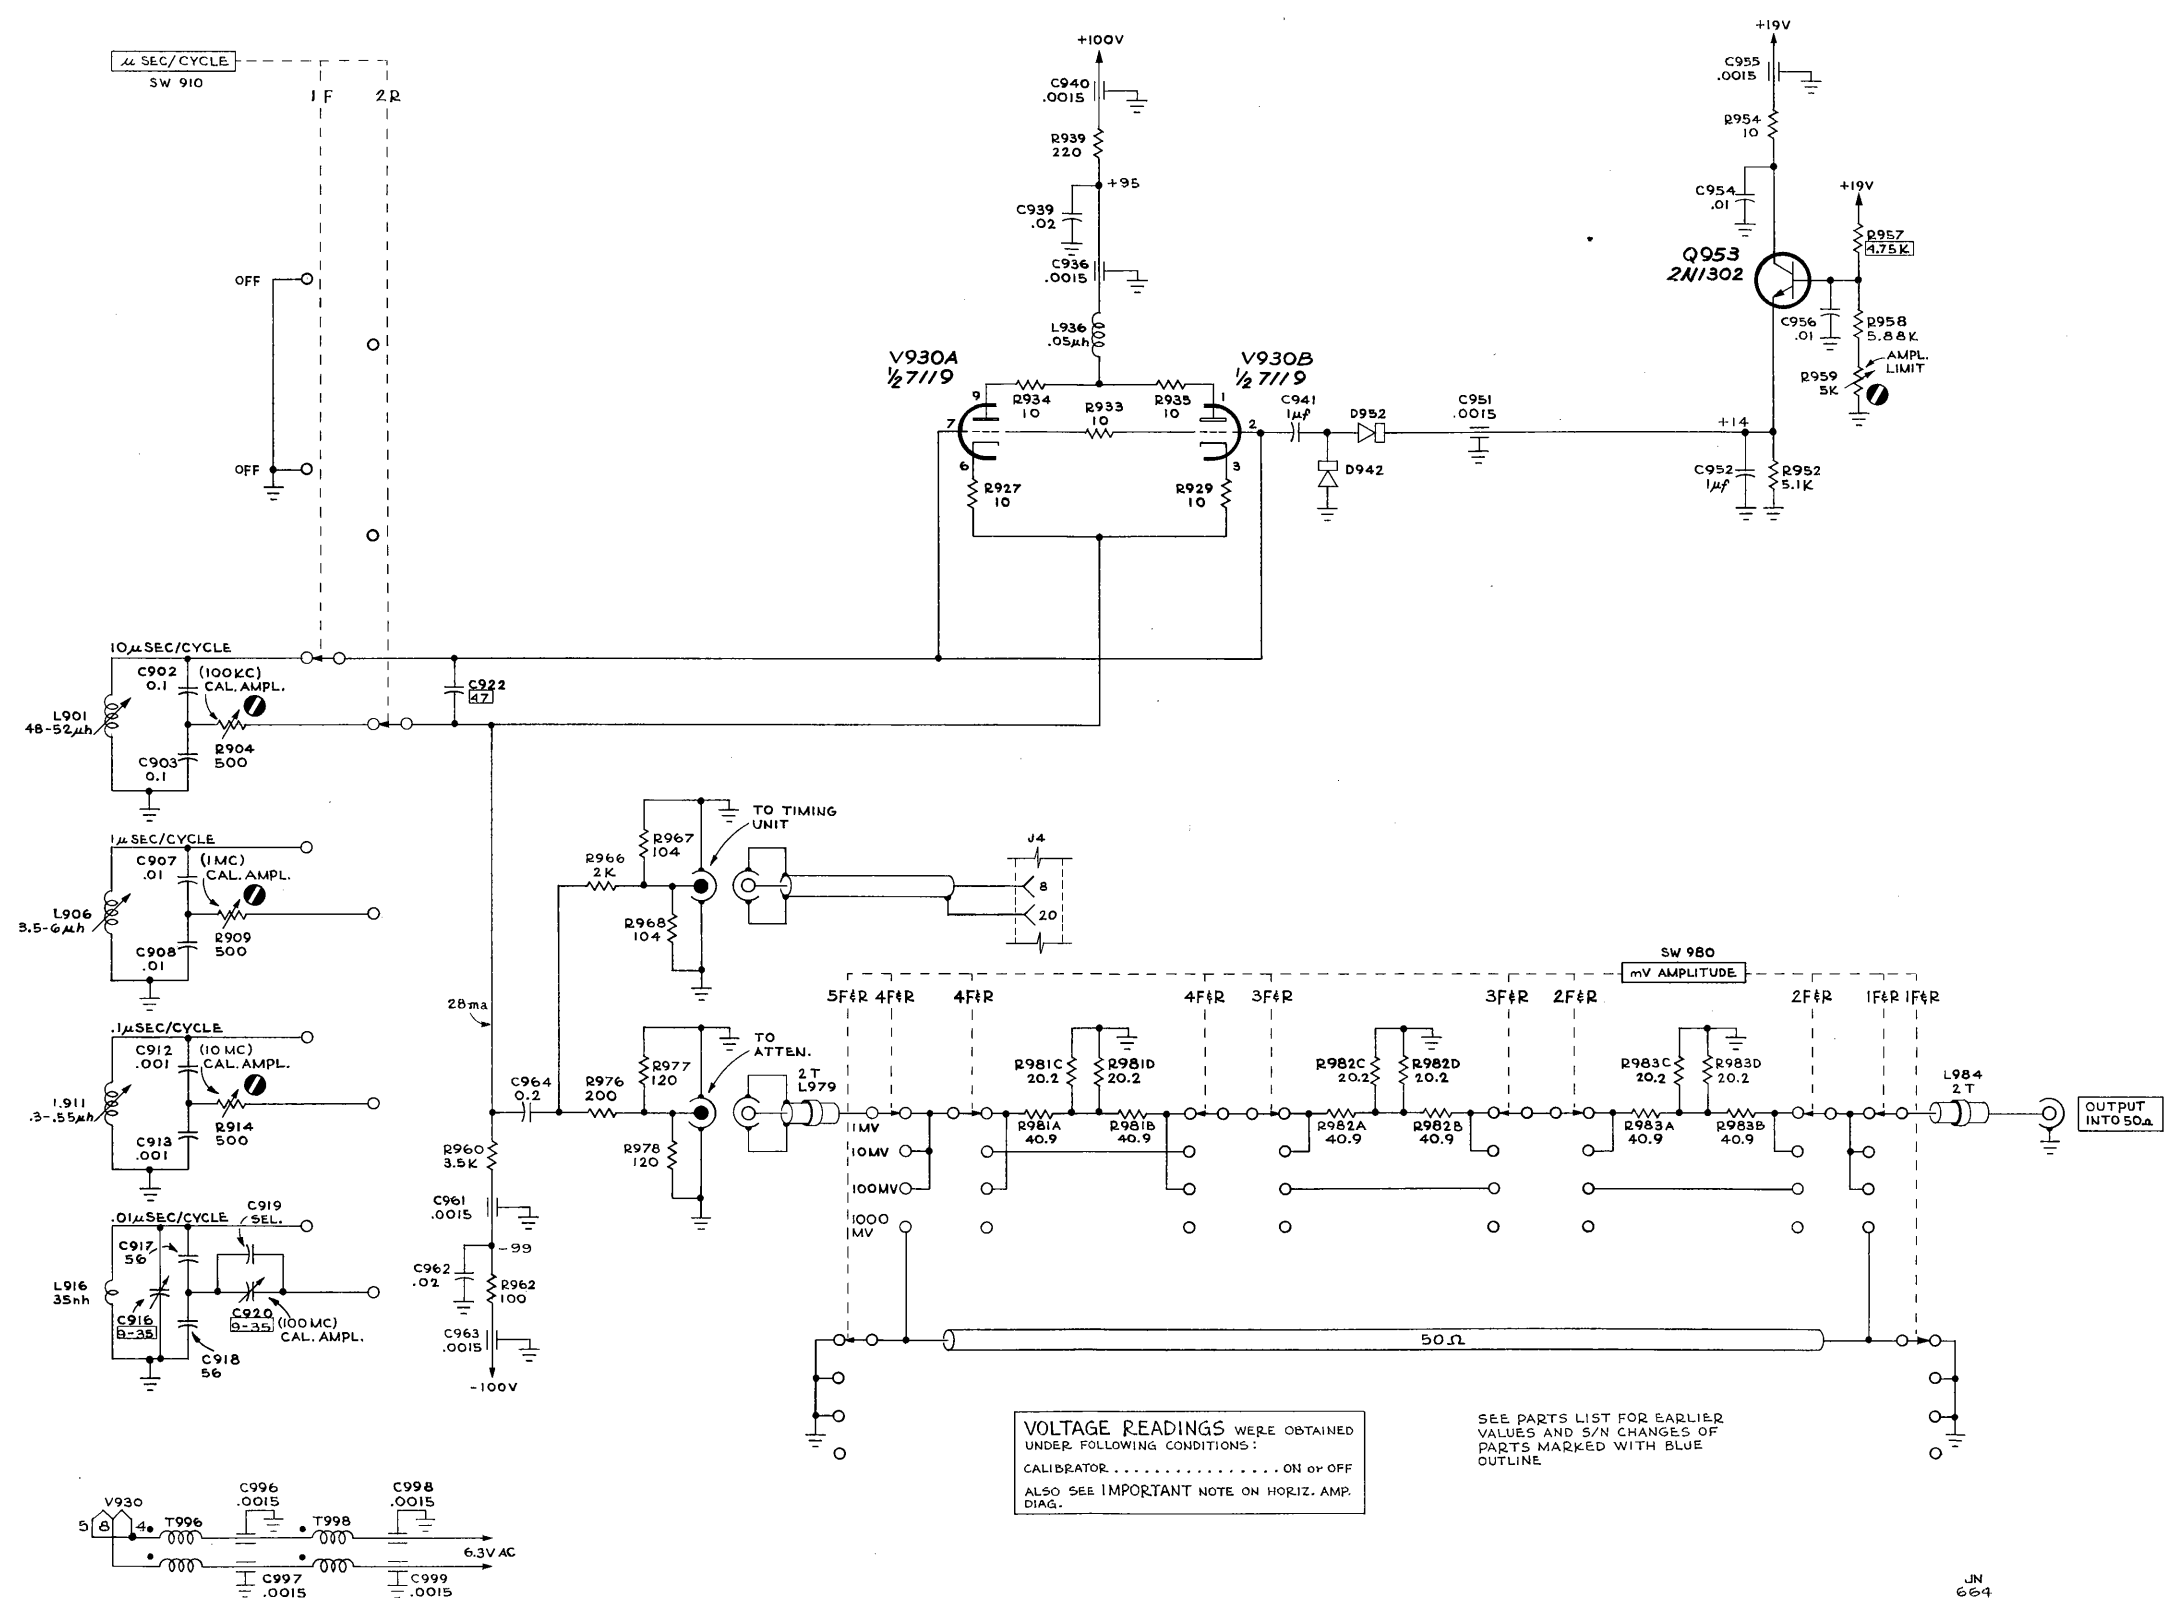 +100V
+19V
µ SEC/CYCLE
SW 910
1F
2R
C940
.0015
C955
.0015
R939
220
R954
10
+95
C939
.02
C936
.0015
C954
.01
+19V
R957
4.75K
Q953
2N1302
OFF
C956
.01
R958
5.88K
AMPL.
LIMIT
R959
5K
L936
.05µh
V930A
½ 7119
V930B
½ 7119
9
R934
10
R933
10
R935
10
1
7
2
C941
1µf
D952
C951
.0015
+14
6
3
OFF
R927
10
R929
10
D942
C952
1µf
R952
5.1K
10µSEC/CYCLE
C902
0.1
(100KC)
CAL. AMPL.
L901
48-52µh
C903
0.1
R904
500
C922
47
1µSEC/CYCLE
C907
.01
(1MC)
CAL. AMPL.
L906
3.5-6µh
C908
.01
R909
500
R966
2K
R967
104
TO TIMING
UNIT
R968
104
J4
8
20
28ma
.1µSEC/CYCLE
C912
.001
(10 MC)
CAL. AMPL.
L911
.3-.55µh
C913
.001
R914
500
SW 980
mV AMPLITUDE
5F&R
4F&R
4F&R
4F&R
3F&R
3F&R
2F&R
2F&R
1F&R
1F&R
C964
0.2
R976
200
R977
120
TO
ATTEN.
2T
L979
R978
120
R981C
20.2
R981D
20.2
R982C
20.2
R982D
20.2
R983C
20.2
R983D
20.2
L984
2T
OUTPUT
INTO 50Ω
1MV
R981A
40.9
R981B
40.9
R982A
40.9
R982B
40.9
R983A
40.9
R983B
40.9
10MV
100MV
1000
MV
R960
3.5K
C961
.0015
-99
C962
.02
R962
100
C963
.0015
-100V
.01µSEC/CYCLE
C919
SEL.
C917
56
L916
35nh
C916
9-35
C920
9-35
(100MC)
CAL. AMPL.
C918
56
50Ω
VOLTAGE READINGS WERE OBTAINED
UNDER FOLLOWING CONDITIONS:
CALIBRATOR ................ ON or OFF
ALSO SEE IMPORTANT NOTE ON HORIZ. AMP.
DIAG.
SEE PARTS LIST FOR EARLIER
VALUES AND S/N CHANGES OF
PARTS MARKED WITH BLUE
OUTLINE
V930
5
8
4
T996
C996
.0015
T998
C998
.0015
6.3V AC
C997
.0015
C999
.0015
JN
664